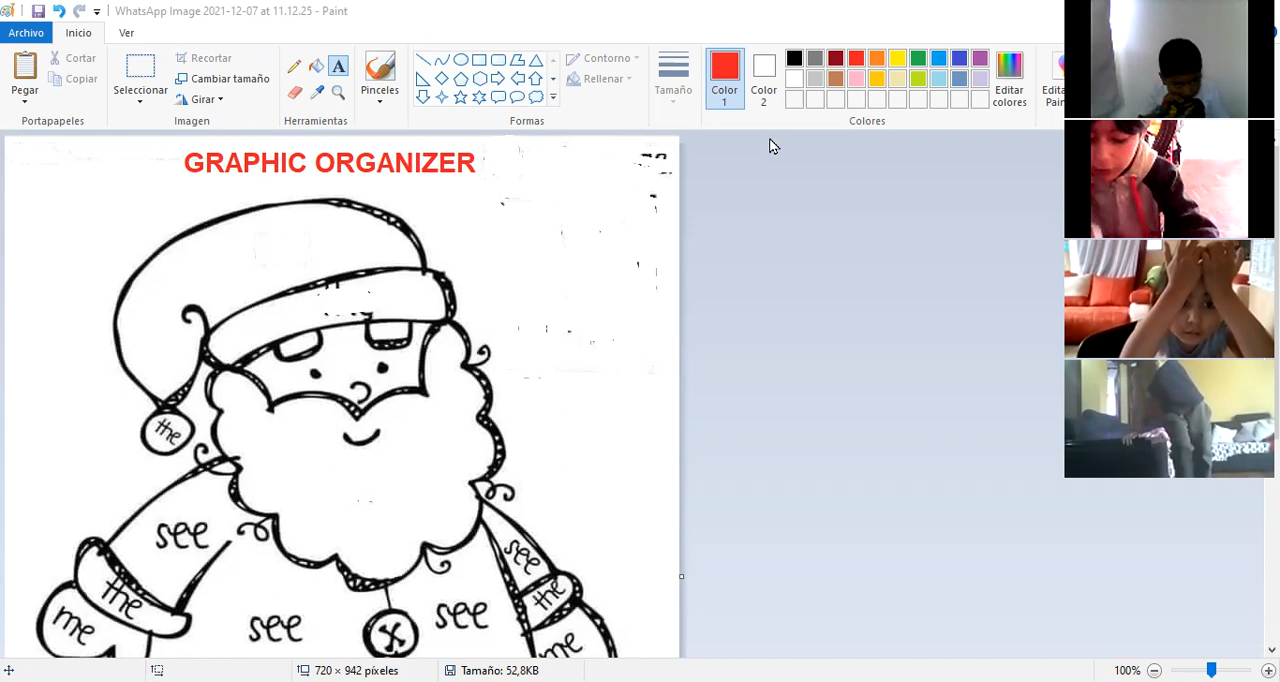 WhatsApp Image 2021-12-07 at 11.12.25 - Paint
Archivo Inicio Ver
Pegar
Cortar
Copiar
Portapapeles
Seleccionar
Recortar
Cambiar tamaño
Girar
Imagen
A
Herramientas
Pinceles
Formas
Contorno
Rellenar
Tamaño
Color 1
Color 2
Editar colores
Colores
GRAPHIC ORGANIZER
the
see
see
the
the
me
see
see
me
720 × 942 píxeles
Tamaño: 52,8KB
100%